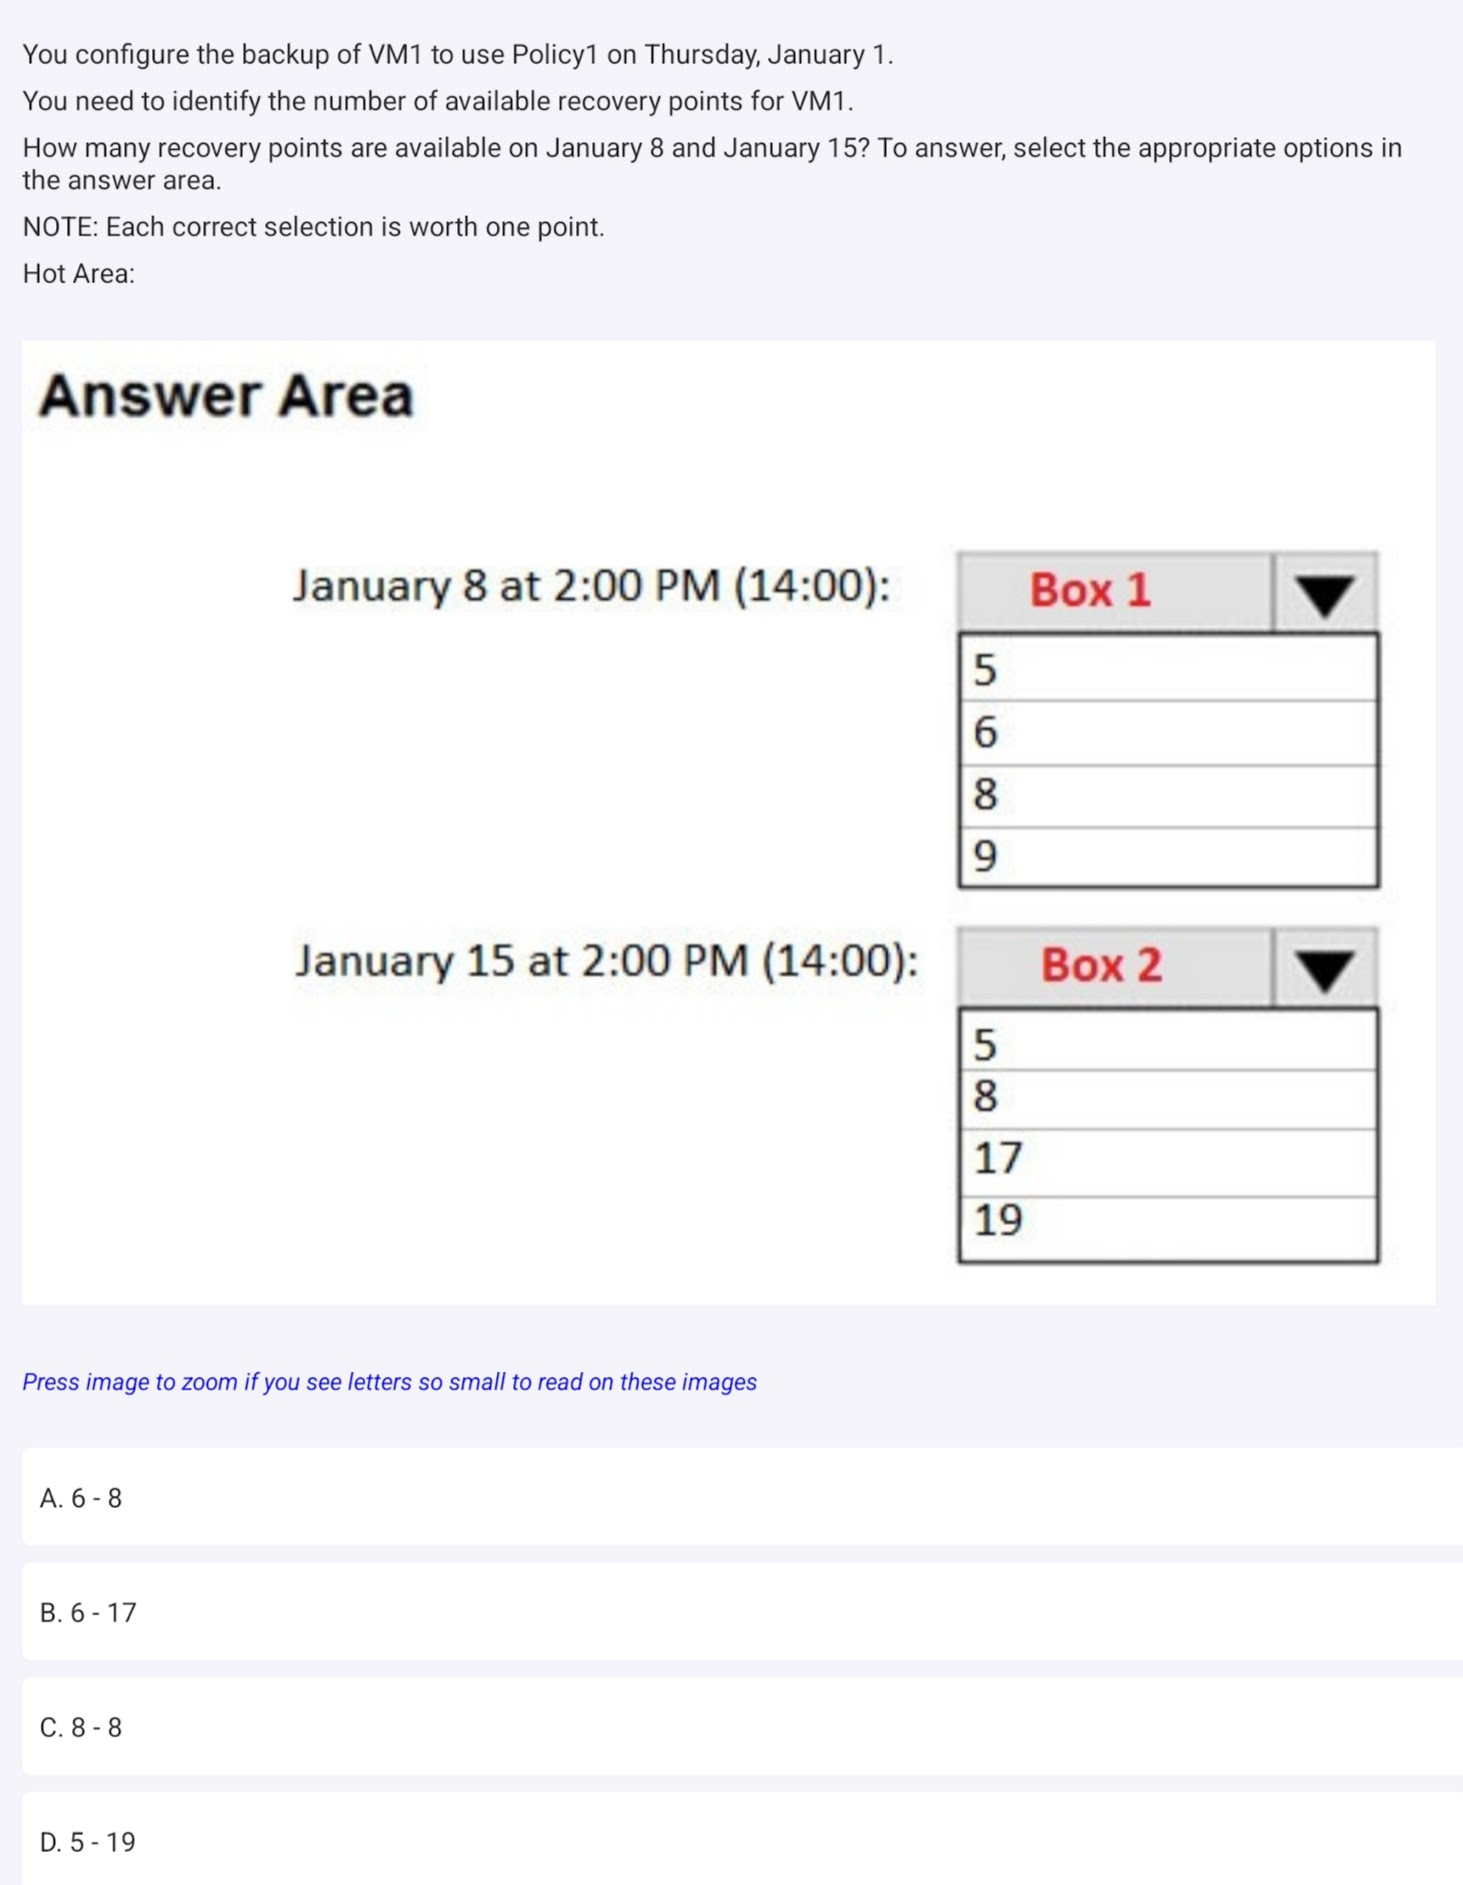 You configure the backup of VM1 to use Policy1 on Thursday, January 1.
You need to identify the number of available recovery points for VM1.
How many recovery points are available on January 8 and January 15? To answer, select the appropriate options in
the answer area.
NOTE: Each correct selection is worth one point.
Hot Area:
Answer Area
January 8 at 2:00 PM (14:00):
Box 1
5
6
8
9
January 15 at 2:00 PM (14:00):
Box 2
5
8
17
19
Press image to zoom if you see letters so small to read on these images
A. 6 - 8
B. 6 - 17
C. 8 - 8
D. 5 - 19